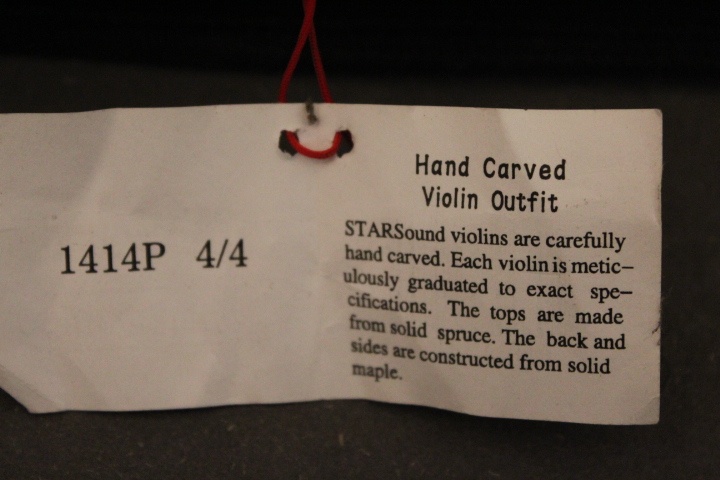 1414P 4/4
Hand Carved
Violin Outfit
STARSound violins are carefully
hand carved. Each violin is metic–
ulously graduated to exact spe–
cifications. The tops are made
from solid spruce. The back and
sides are constructed from solid
maple.